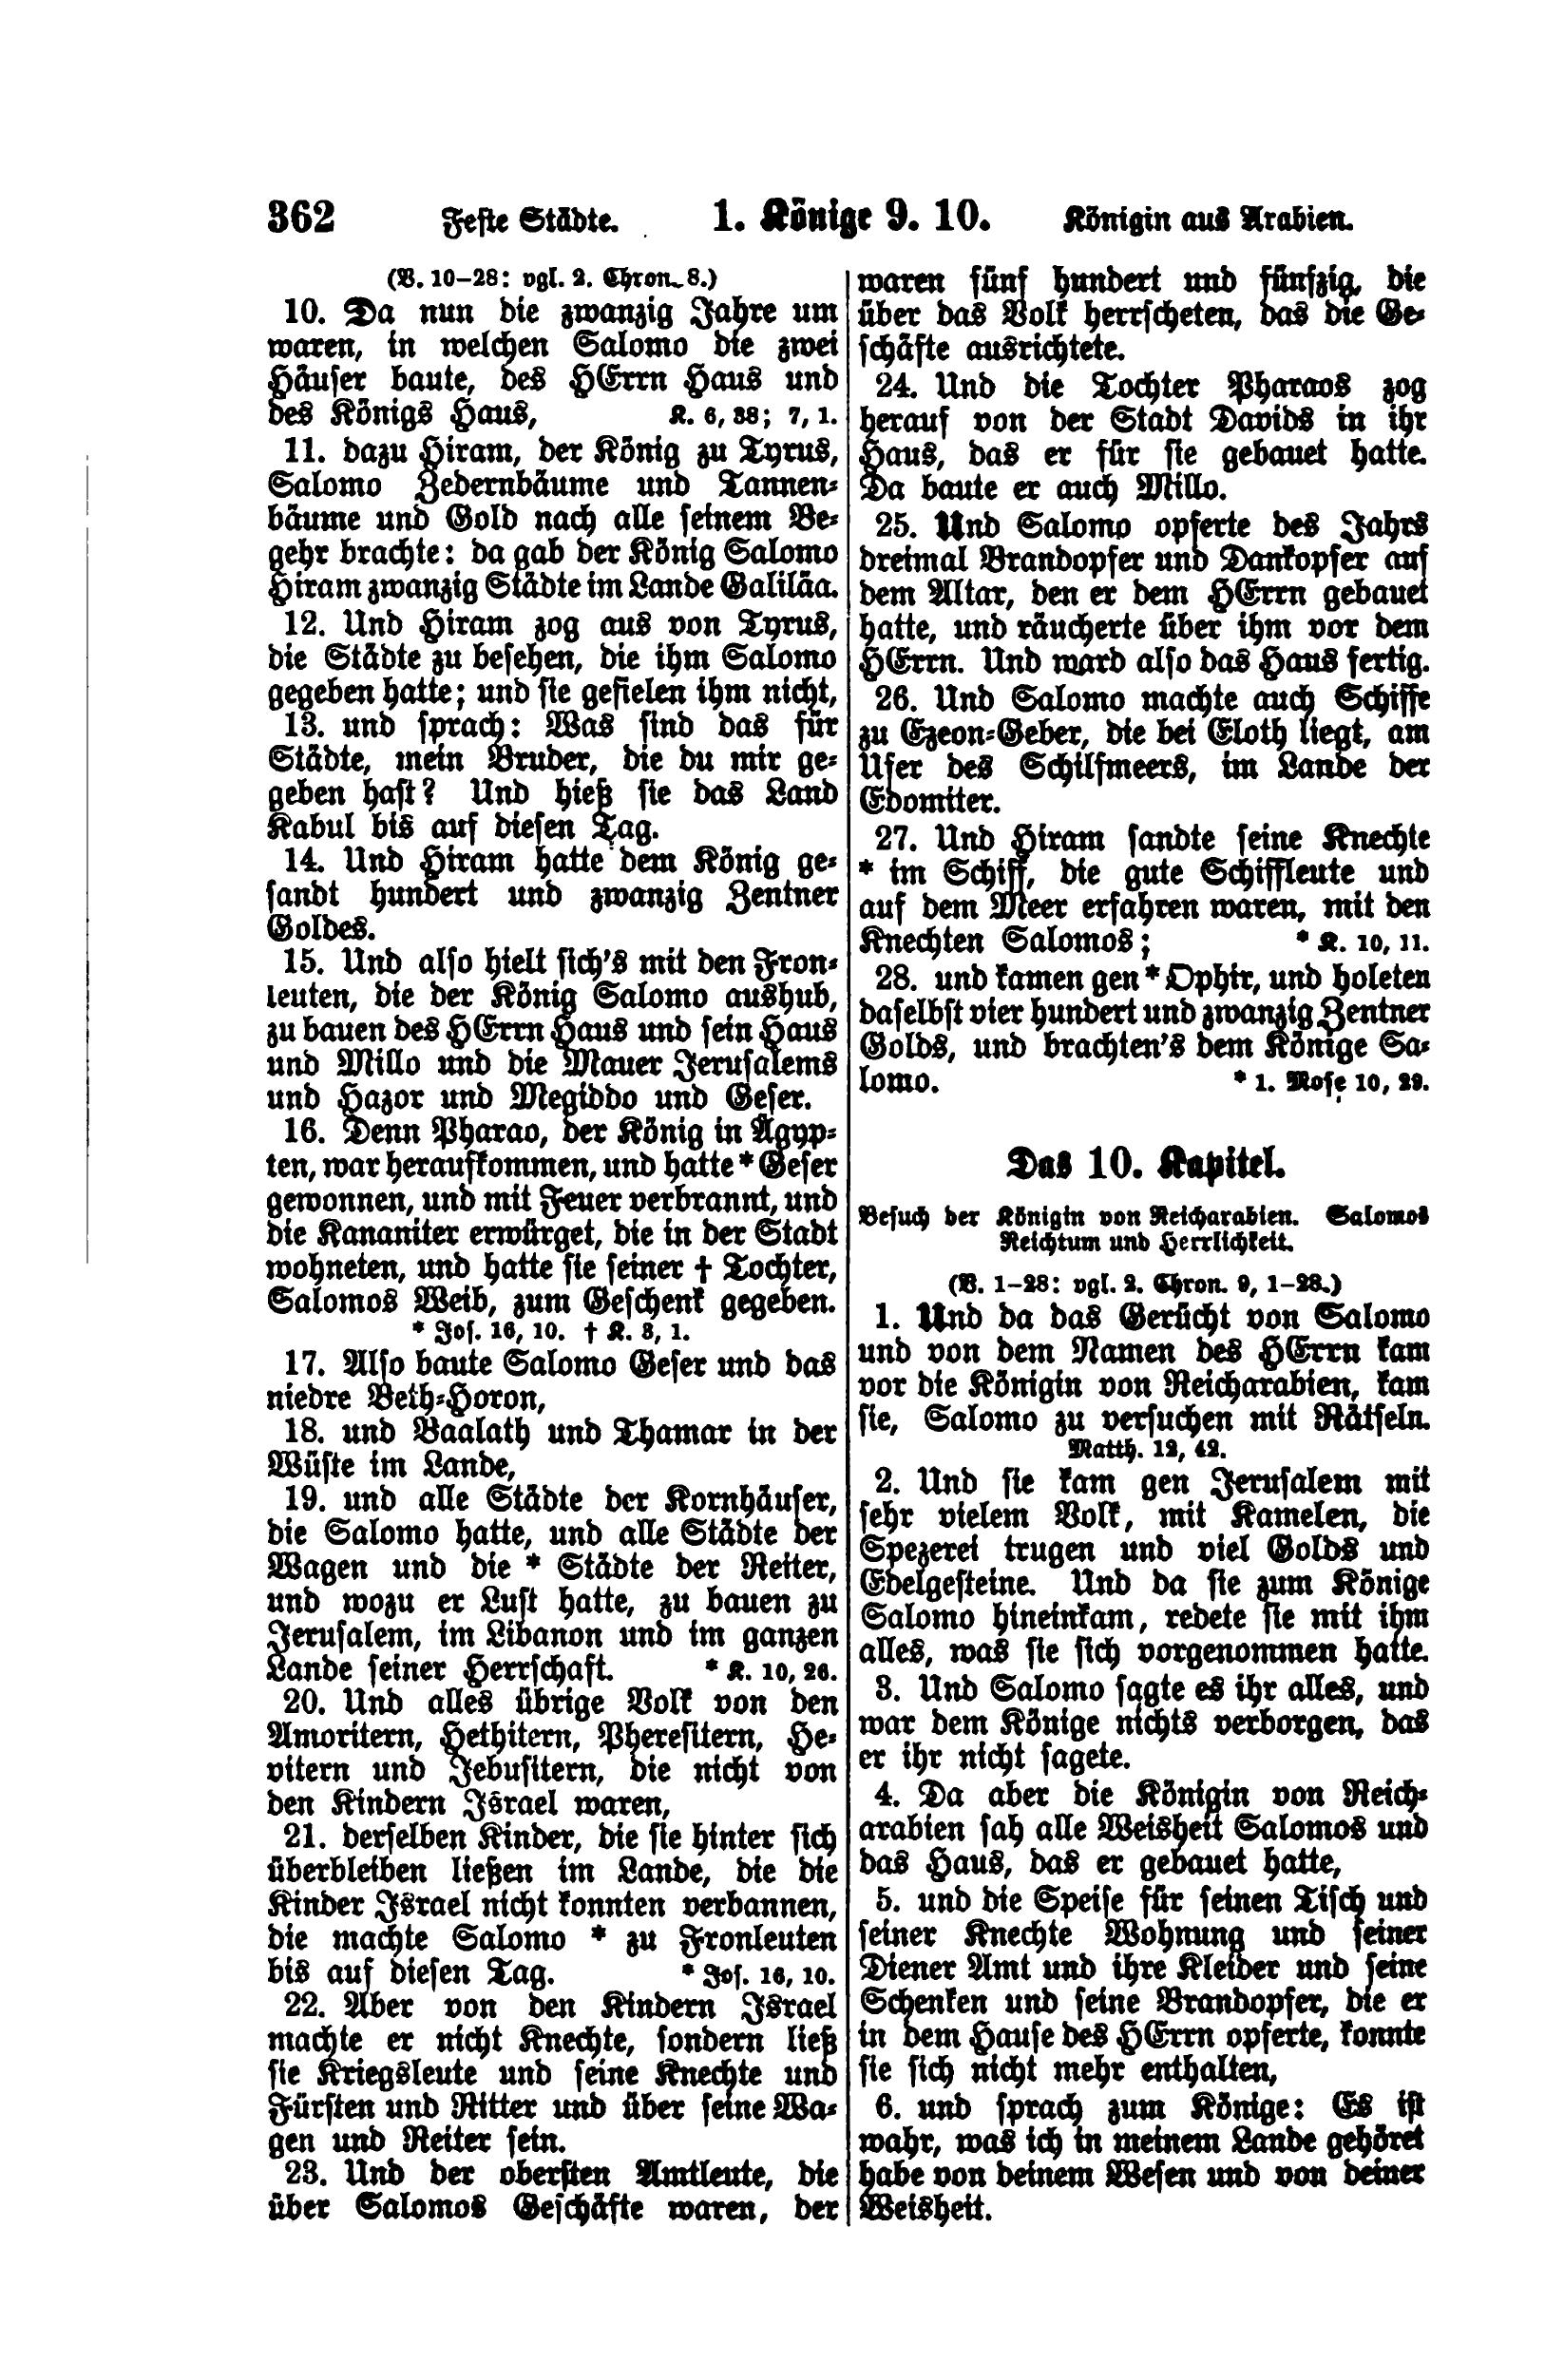 362 Feste Städte. 1. Könige 9. 10. Königin aus Arabien.
(V. 10–28: vgl. 2. Chron. 8.)
10. Da nun die zwanzig Jahre um
waren, in welchen Salomo die zwei
Häuser baute, des HErrn Haus und
des Königs Haus, K. 6, 38; 7, 1.
11. dazu Hiram, der König zu Tyrus,
Salomo Zedernbäume und Tannen-
bäume und Gold nach alle seinem Be-
gehr brachte: da gab der König Salomo
Hiram zwanzig Städte im Lande Galiläa.
12. Und Hiram zog aus von Tyrus,
die Städte zu besehen, die ihm Salomo
gegeben hatte; und sie gefielen ihm nicht,
13. und sprach: Was sind das für
Städte, mein Bruder, die du mir ge-
geben hast? Und hieß sie das Land
Kabul bis auf diesen Tag.
14. Und Hiram hatte dem König ge-
sandt hundert und zwanzig Zentner
Goldes.
15. Und also hielt sich's mit den Fron-
leuten, die der König Salomo aushub,
zu bauen des HErrn Haus und sein Haus
und Millo und die Mauer Jerusalems
und Hazor und Megiddo und Geser.
16. Denn Pharao, der König in Ägyp-
ten, war heraufkommen, und hatte * Geser
gewonnen, und mit Feuer verbrannt, und
die Kananiter erwürget, die in der Stadt
wohneten, und hatte sie seiner † Tochter,
Salomos Weib, zum Geschenk gegeben.
* Jos. 16, 10. † K. 3, 1.
17. Also baute Salomo Geser und das
niedre Beth-Horon,
18. und Baalath und Thamar in der
Wüste im Lande,
19. und alle Städte der Kornhäuser,
die Salomo hatte, und alle Städte der
Wagen und die * Städte der Reiter,
und wozu er Lust hatte, zu bauen zu
Jerusalem, im Libanon und im ganzen
Lande seiner Herrschaft. * K. 10, 26.
20. Und alles übrige Volk von den
Amoritern, Hethitern, Pheresitern, He-
vitern und Jebusitern, die nicht von
den Kindern Israel waren,
21. derselben Kinder, die sie hinter sich
überbleiben ließen im Lande, die die
Kinder Israel nicht konnten verbannen,
die machte Salomo * zu Fronleuten
bis auf diesen Tag. * Jos. 16, 10.
22. Aber von den Kindern Israel
machte er nicht Knechte, sondern ließ
sie Kriegsleute und seine Knechte und
Fürsten und Ritter und über seine Wa-
gen und Reiter sein.
23. Und der obersten Amtleute, die
über Salomos Geschäfte waren, der
waren fünf hundert und fünfzig, die
über das Volk herrscheten, das die Ge-
schäfte ausrichtete.
24. Und die Tochter Pharaos zog
herauf von der Stadt Davids in ihr
Haus, das er für sie gebauet hatte.
Da baute er auch Millo.
25. Und Salomo opferte des Jahrs
dreimal Brandopfer und Dankopfer auf
dem Altar, den er dem HErrn gebauet
hatte, und räucherte über ihm vor dem
HErrn. Und ward also das Haus fertig.
26. Und Salomo machte auch Schiffe
zu Ezeon-Geber, die bei Eloth liegt, am
Ufer des Schilfmeers, im Lande der
Edomiter.
27. Und Hiram sandte seine Knechte
* im Schiff, die gute Schiffleute und
auf dem Meer erfahren waren, mit den
Knechten Salomos; * K. 10, 11.
28. und kamen gen * Ophir, und holeten
daselbst vier hundert und zwanzig Zentner
Golds, und brachten's dem Könige Sa-
lomo. * 1. Mose 10, 29.
Das 10. Kapitel.
Besuch der Königin von Reicharabien. Salomos
Reichtum und Herrlichkeit.
(V. 1–28: vgl. 2. Chron. 9, 1–28.)
1. Und da das Gerücht von Salomo
und von dem Namen des HErrn kam
vor die Königin von Reicharabien, kam
sie, Salomo zu versuchen mit Rätseln.
Matth. 12, 42.
2. Und sie kam gen Jerusalem mit
sehr vielem Volk, mit Kamelen, die
Spezerei trugen und viel Golds und
Edelgesteine. Und da sie zum Könige
Salomo hineinkam, redete sie mit ihm
alles, was sie sich vorgenommen hatte.
3. Und Salomo sagte es ihr alles, und
war dem Könige nichts verborgen, das
er ihr nicht sagete.
4. Da aber die Königin von Reich-
arabien sah alle Weisheit Salomos und
das Haus, das er gebauet hatte,
5. und die Speise für seinen Tisch und
seiner Knechte Wohnung und seiner
Diener Amt und ihre Kleider und seine
Schenken und seine Brandopfer, die er
in dem Hause des HErrn opferte, konnte
sie sich nicht mehr enthalten,
6. und sprach zum Könige: Es ist
wahr, was ich in meinem Lande gehöret
habe von deinem Wesen und von deiner
Weisheit.